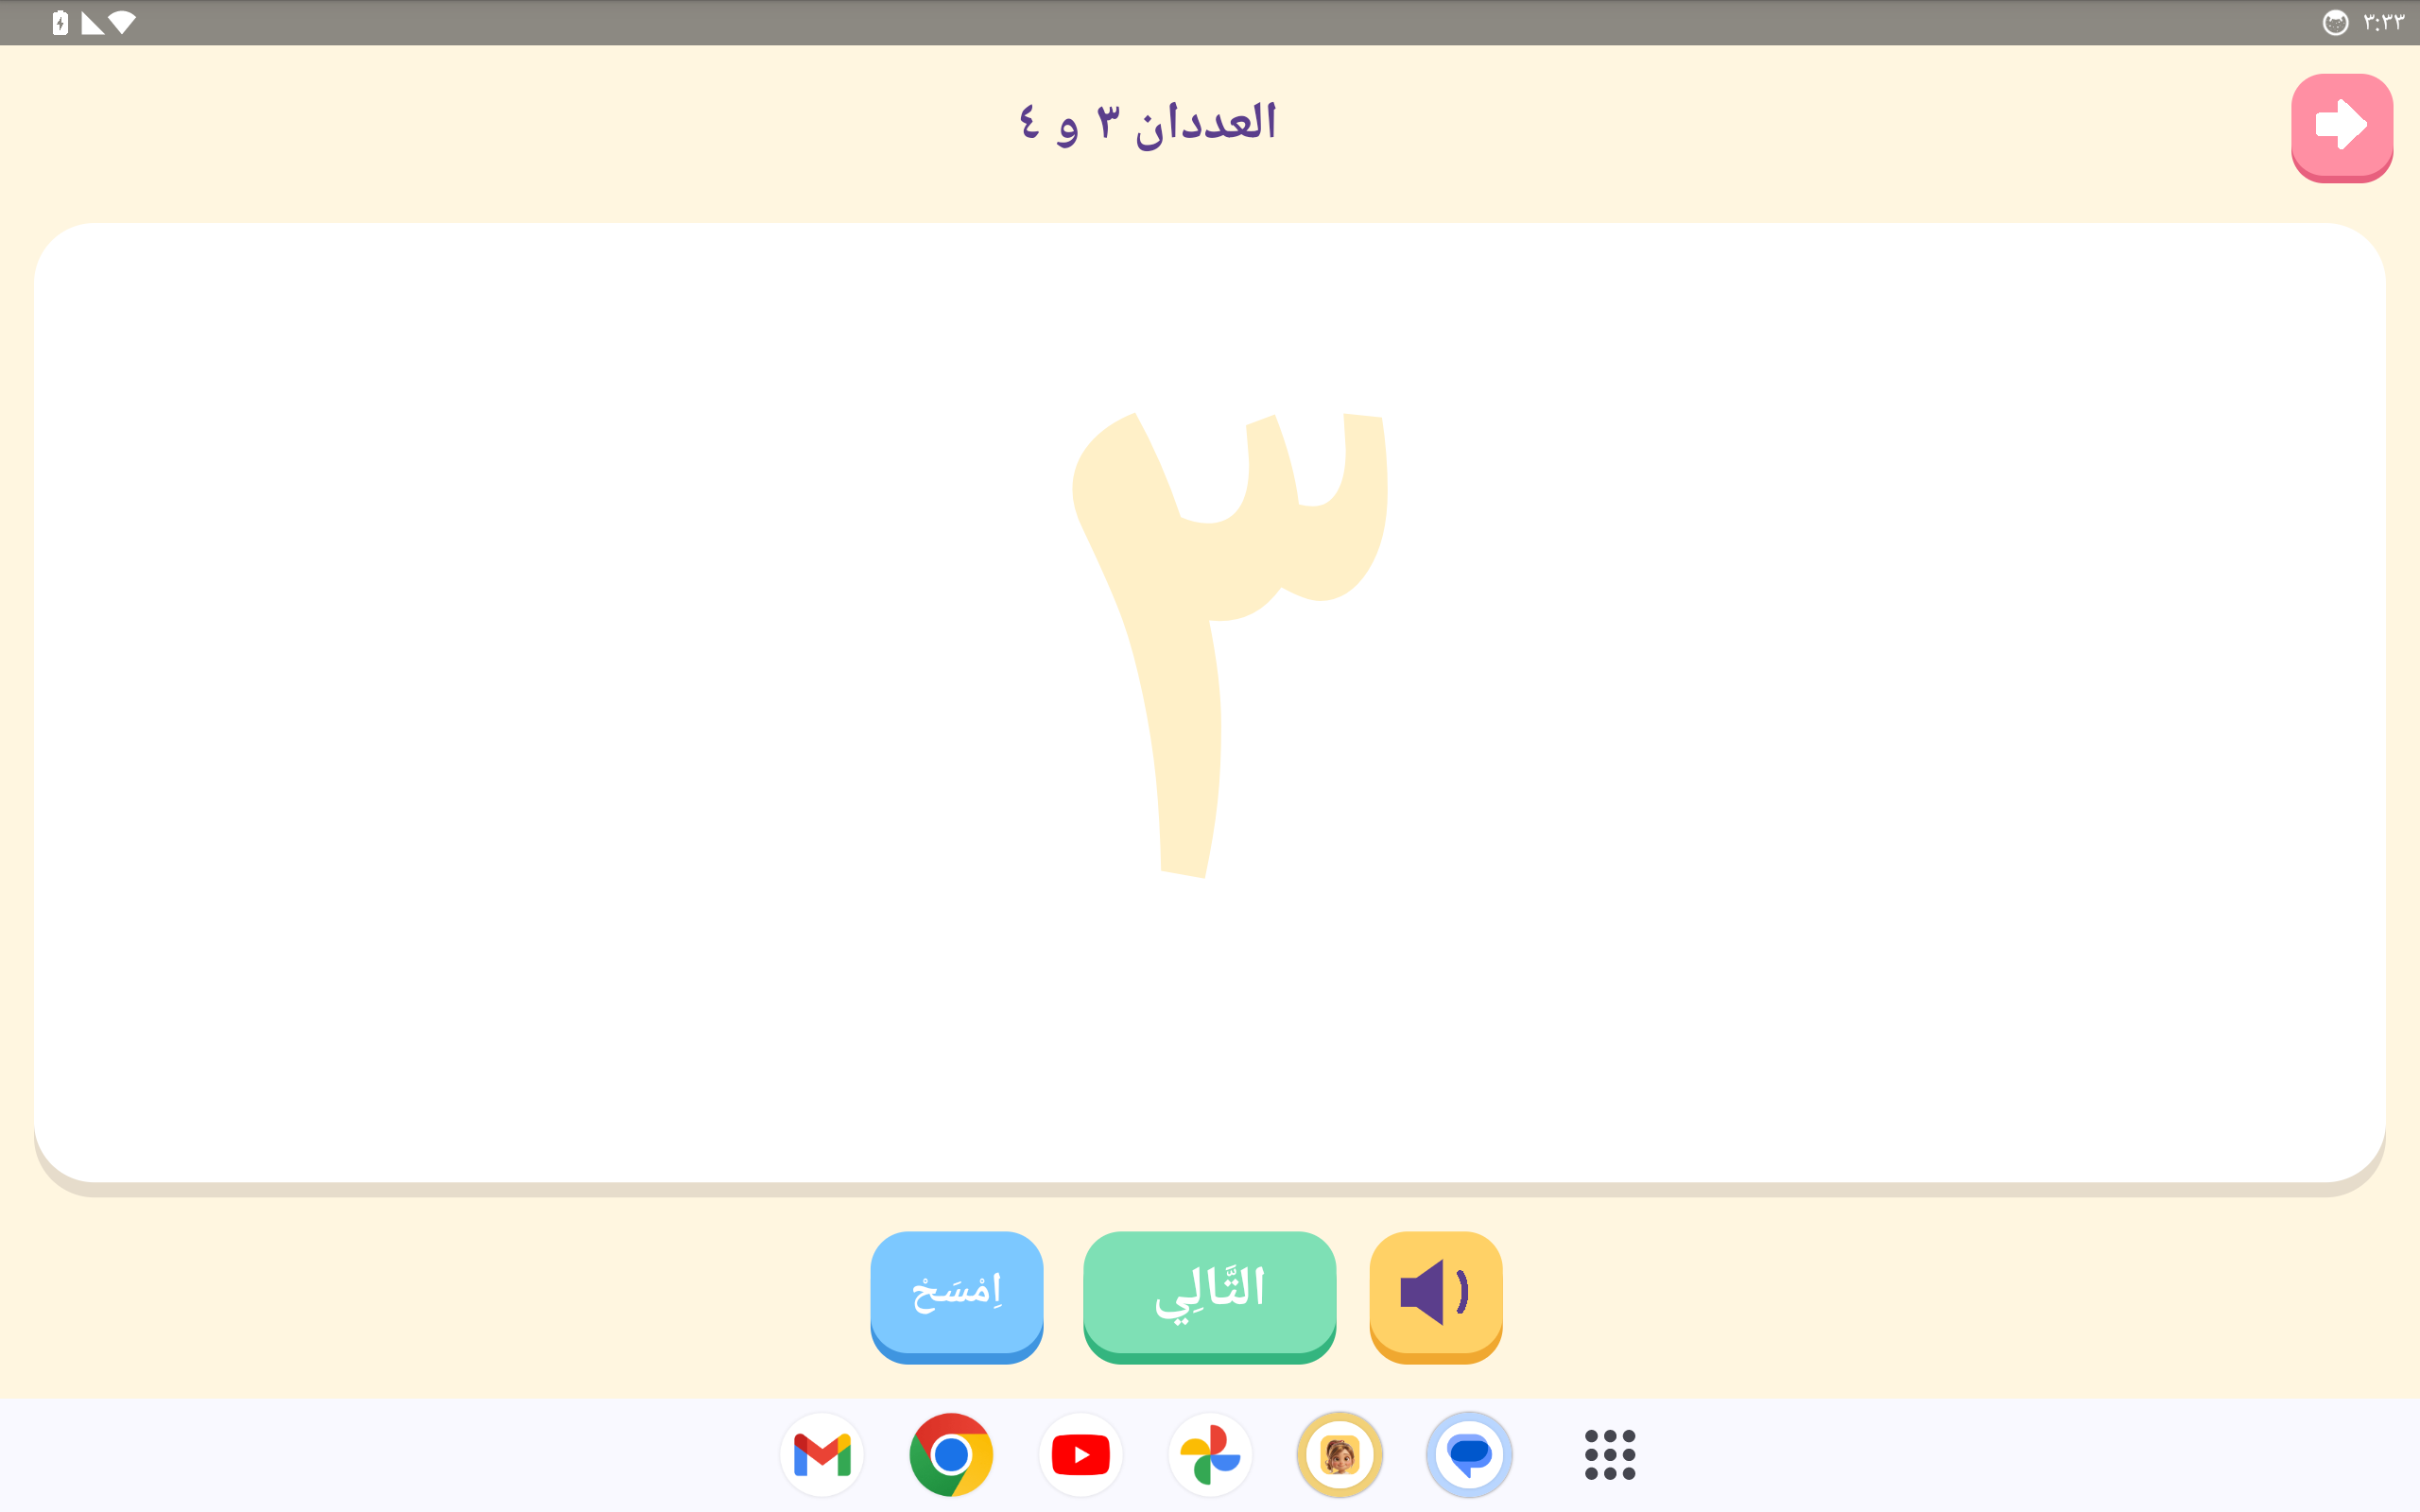 ٣:٣٣
العددان ٣ و ٤
٣
التَّالِي
اِمْسَحْ